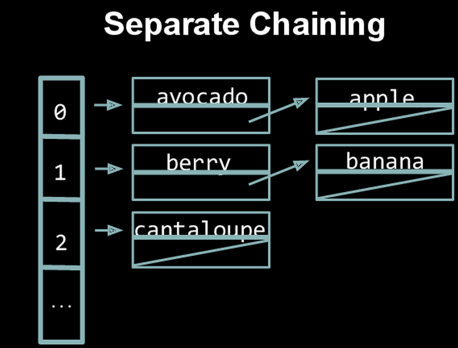 Separate Chaining
0 avocado apple
1 berry banana
2 cantaloupe
...